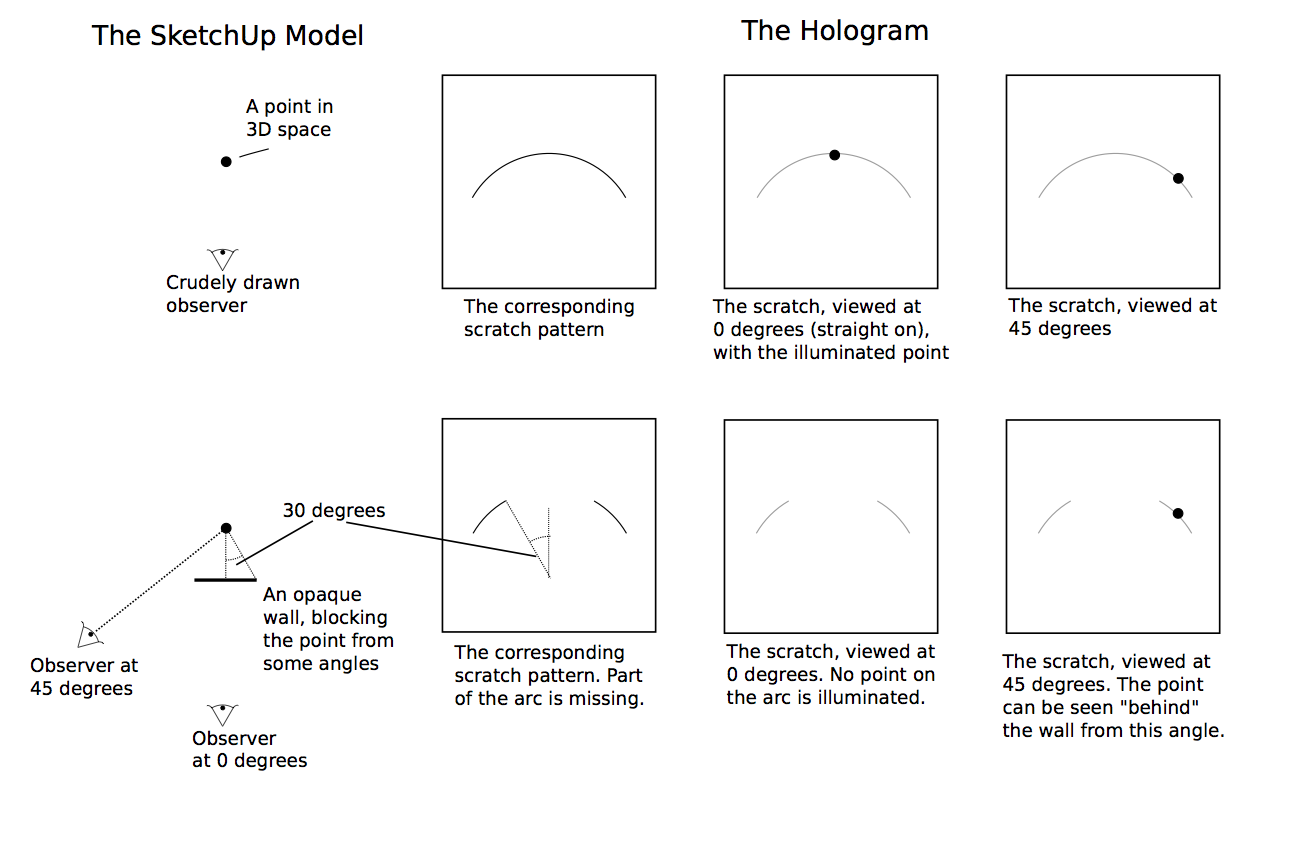 The SketchUp Model
The Hologram
A point in
3D space
Crudely drawn
observer
The corresponding
scratch pattern
The scratch, viewed at
0 degrees (straight on),
with the illuminated point
The scratch, viewed at
45 degrees
30 degrees
An opaque
wall, blocking
the point from
some angles
Observer at
45 degrees
Observer
at 0 degrees
The corresponding
scratch pattern. Part
of the arc is missing.
The scratch, viewed at
0 degrees. No point on
the arc is illuminated.
The scratch, viewed at
45 degrees. The point
can be seen "behind"
the wall from this angle.